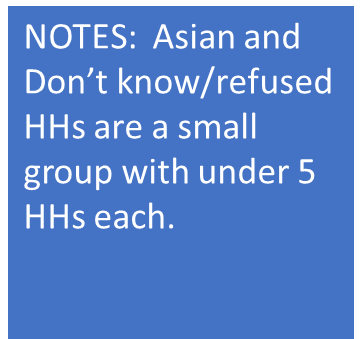 NOTES:  Asian and
Don’t know/refused
HHs are a small
group with under 5
HHs each.